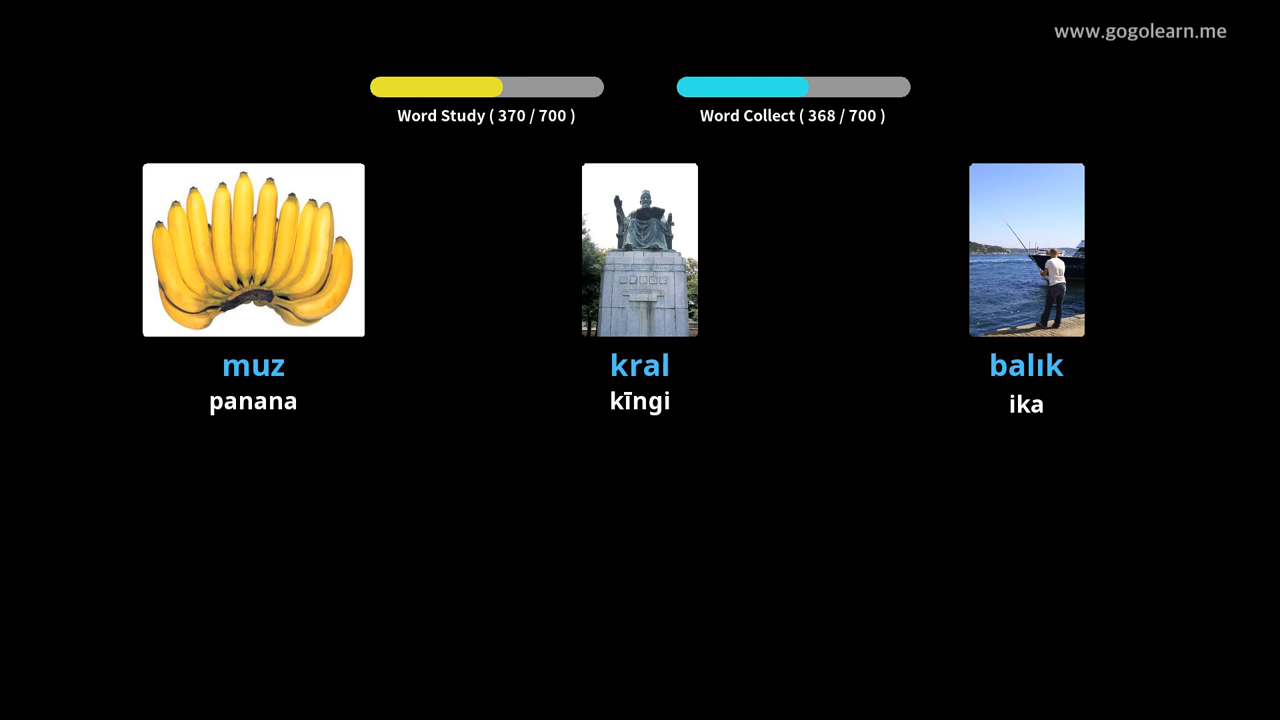 www.gogolearn.me
Word Study ( 370 / 700 )
Word Collect ( 368 / 700 )
muz
kral
balık
panana
kīngi
ika